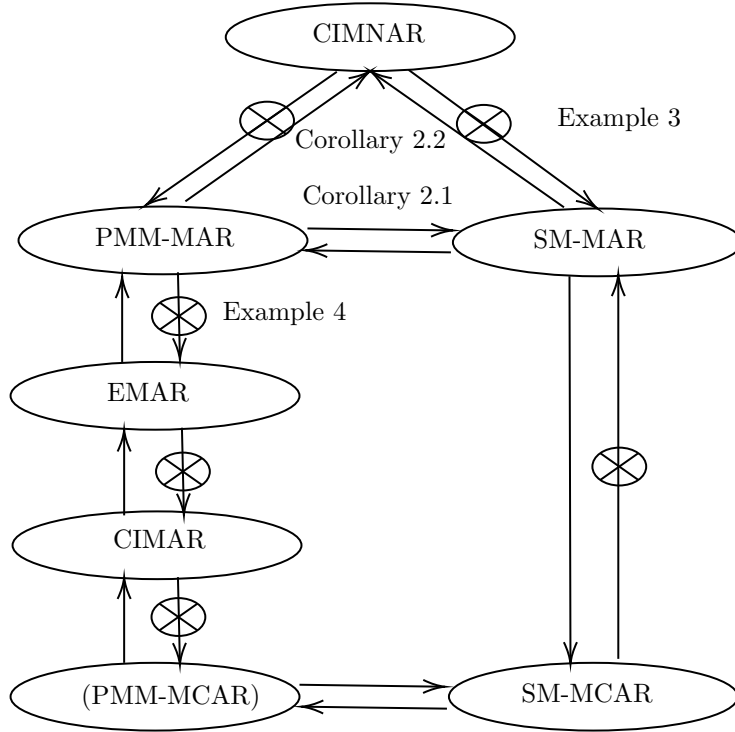 CIMNAR
Example 3
Corollary 2.2
Corollary 2.1
PMM-MAR
SM-MAR
Example 4
EMAR
CIMAR
(PMM-MCAR)
SM-MCAR